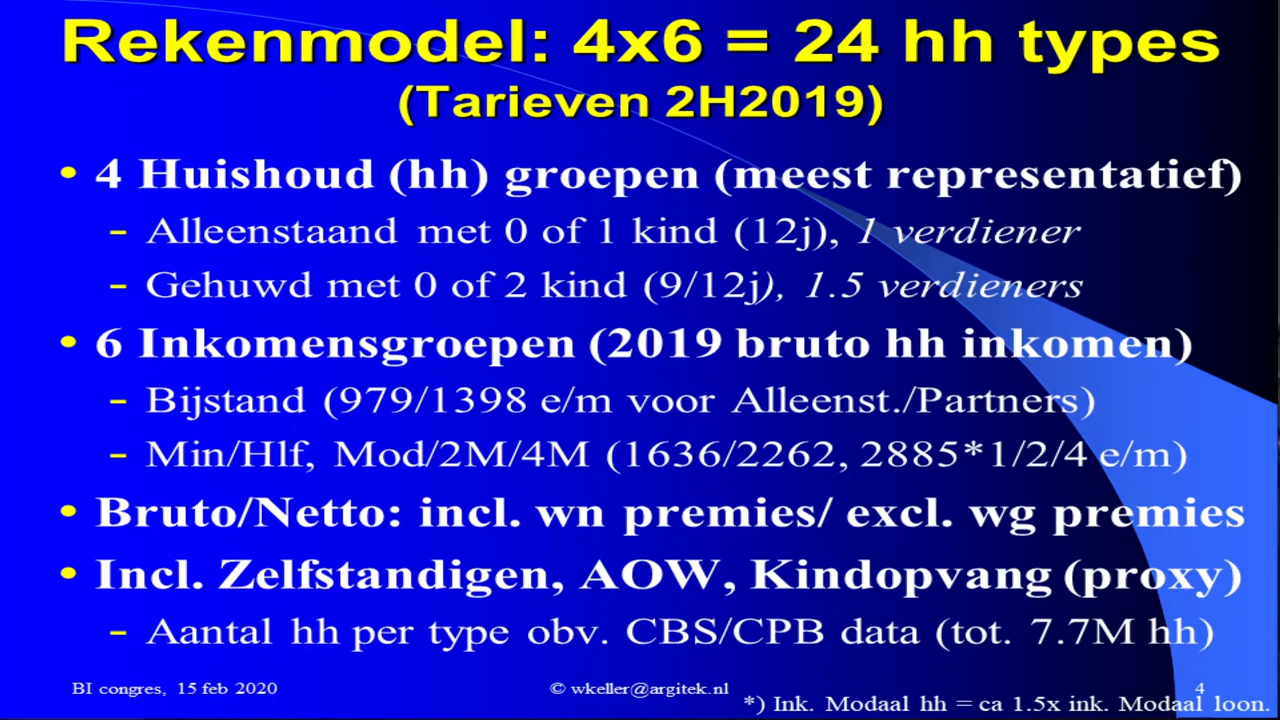 Rekenmodel: 4x6 = 24 hh types
(Tarieven 2H2019)
• 4 Huishoud (hh) groepen (meest representatief)
– Alleenstaand met 0 of 1 kind (12j), 1 verdiener
– Gehuwd met 0 of 2 kind (9/12j), 1.5 verdieners
• 6 Inkomensgroepen (2019 bruto hh inkomen)
– Bijstand (979/1398 e/m voor Alleenst./Partners)
– Min/Hlf, Mod/2M/4M (1636/2262, 2885*1/2/4 e/m)
• Bruto/Netto: incl. wn premies/ excl. wg premies
• Incl. Zelfstandigen, AOW, Kindopvang (proxy)
– Aantal hh per type obv. CBS/CPB data (tot. 7.7M hh)
BI congres, 15 feb 2020 © wkeller@argitek.nl 4
*) Ink. Modaal hh = ca 1.5x ink. Modaal loon.